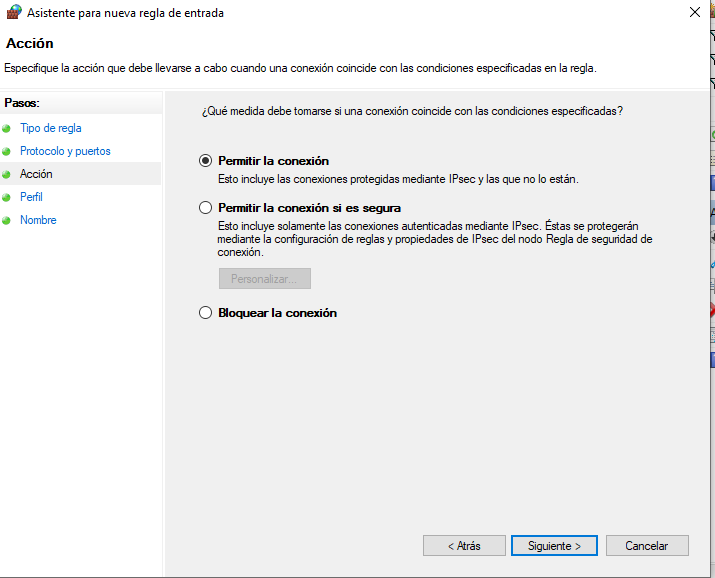 Asistente para nueva regla de entrada
Acción
Especifique la acción que debe llevarse a cabo cuando una conexión coincide con las condiciones especificadas en la regla.
Pasos:
Tipo de regla
Protocolo y puertos
Acción
Perfil
Nombre
¿Qué medida debe tomarse si una conexión coincide con las condiciones especificadas?
Permitir la conexión
Esto incluye las conexiones protegidas mediante IPsec y las que no lo están.
Permitir la conexión si es segura
Esto incluye solamente las conexiones autenticadas mediante IPsec. Éstas se protegerán
mediante la configuración de reglas y propiedades de IPsec del nodo Regla de seguridad de
conexión.
Personalizar...
Bloquear la conexión
< Atrás
Siguiente >
Cancelar